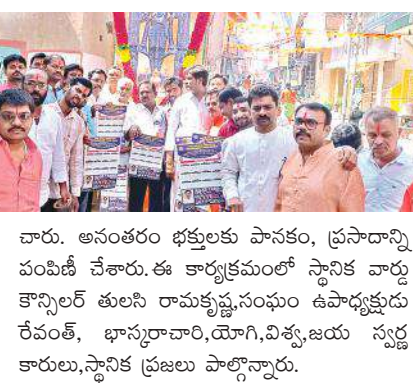 చారు. అనంతరం భక్తులకు పానకం, ప్రసాదాన్ని
పంపిణీ చేశారు.ఈ కార్యక్రమంలో స్థానిక వార్డు
కౌన్సిలర్ తులసి రామకృష్ణ,సంఘం ఉపాధ్యక్షుడు
రేవంత్, భాస్కరాచారి,యోగి,విశ్వ,జయ స్వర్ణ
కారులు,స్థానిక ప్రజలు పాల్గొన్నారు.